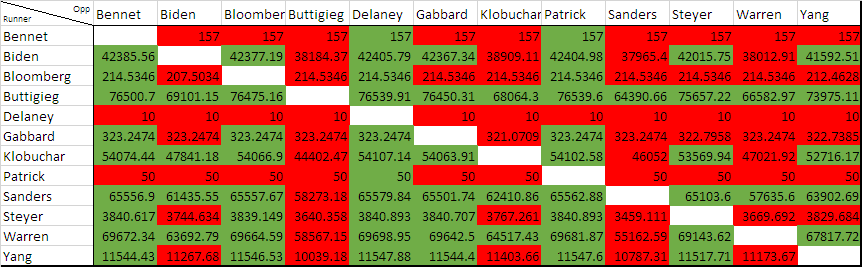 Opp Bennet Biden Bloomber Buttigieg Delaney Gabbard Klobuchar Patrick Sanders Steyer Warren Yang
Runner
Bennet 157 157 157 157 157 157 157 157 157 157 157
Biden 42385.56 42377.19 38184.37 42405.79 42367.34 38909.11 42404.98 37965.4 42015.75 38012.91 41592.51
Bloomberg 214.5346 207.5034 214.5346 214.5346 214.5346 214.5346 214.5346 214.5346 214.5346 214.5346 212.4628
Buttigieg 76500.7 69101.15 76475.16 76539.91 76450.31 68064.3 76539.6 64390.66 75657.22 66582.97 73975.11
Delaney 10 10 10 10 10 10 10 10 10 10 10
Gabbard 323.2474 323.2474 323.2474 323.2474 323.2474 321.0709 323.2474 323.2474 322.7958 323.2474 322.7385
Klobuchar 54074.44 47841.18 54066.9 44402.47 54107.14 54063.91 54102.58 46052 53569.94 47021.92 52716.17
Patrick 50 50 50 50 50 50 50 50 50 50 50
Sanders 65556.9 61435.55 65557.67 58273.18 65579.84 65501.74 62410.86 65562.88 65103.6 57635.6 63902.69
Steyer 3840.617 3744.634 3839.149 3640.358 3840.893 3840.707 3767.261 3840.893 3459.111 3669.692 3829.684
Warren 69672.34 63692.79 69664.59 58567.15 69698.95 69642.5 64517.43 69681.87 55162.59 69143.62 67817.72
Yang 11544.43 11267.68 11546.53 10039.18 11547.88 11544.4 11403.66 11547.6 10787.31 11517.71 11173.67